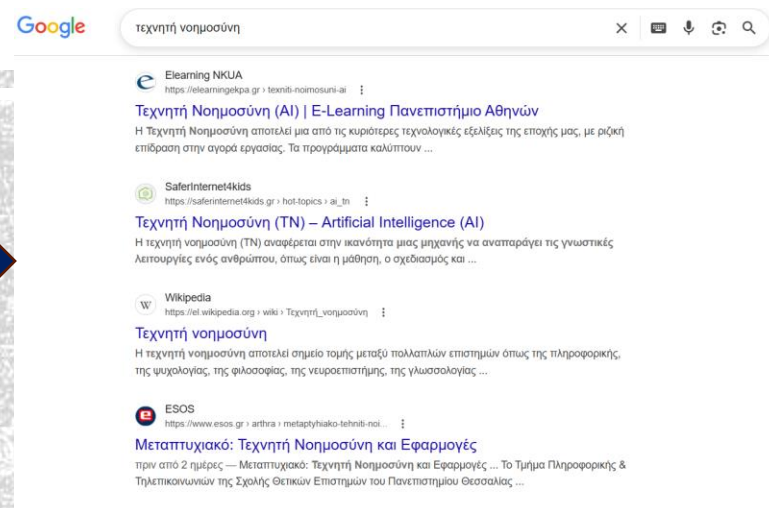 Google
τεχνητή νοημοσύνη
Elearning NKUA
https://elearningekpa.gr › texniti-noimosuni-ai
Τεχνητή Νοημοσύνη (AI) | E-Learning Πανεπιστήμιο Αθηνών
Η Τεχνητή Νοημοσύνη αποτελεί μια από τις κυριότερες τεχνολογικές εξελίξεις της εποχής μας, με ριζική
επίδραση στην αγορά εργασίας. Τα προγράμματα καλύπτουν ...
SaferInternet4kids
https://saferinternet4kids.gr › hot-topics › ai_tn
Τεχνητή Νοημοσύνη (ΤΝ) – Artificial Intelligence (AI)
Η τεχνητή νοημοσύνη (ΤΝ) αναφέρεται στην ικανότητα μιας μηχανής να αναπαράγει τις γνωστικές
λειτουργίες ενός ανθρώπου, όπως είναι η μάθηση, ο σχεδιασμός και ...
W
Wikipedia
https://el.wikipedia.org › wiki › Τεχνητή_νοημοσύνη
Τεχνητή νοημοσύνη
Η τεχνητή νοημοσύνη αποτελεί σημείο τομής μεταξύ πολλαπλών επιστημών όπως της πληροφορικής,
της ψυχολογίας, της φιλοσοφίας, της νευροεπιστήμης, της γλωσσολογίας ...
ESOS
https://www.esos.gr › arthra › metaptyhiako-tehniti-noi...
Μεταπτυχιακό: Τεχνητή Νοημοσύνη και Εφαρμογές
πριν από 2 ημέρες — Μεταπτυχιακό: Τεχνητή Νοημοσύνη και Εφαρμογές ... Το Τμήμα Πληροφορικής &
Τηλεπικοινωνιών της Σχολής Θετικών Επιστημών του Πανεπιστημίου Θεσσαλίας ...